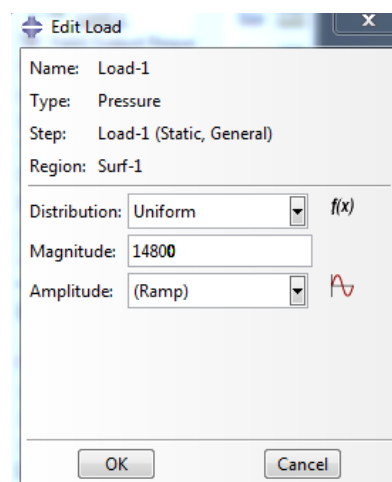 Edit Load
x
Name: Load-1
Type: Pressure
Step: Load-1 (Static, General)
Region: Surf-1
Distribution: Uniform f(x)
Magnitude: 14800
Amplitude: (Ramp)
OK Cancel